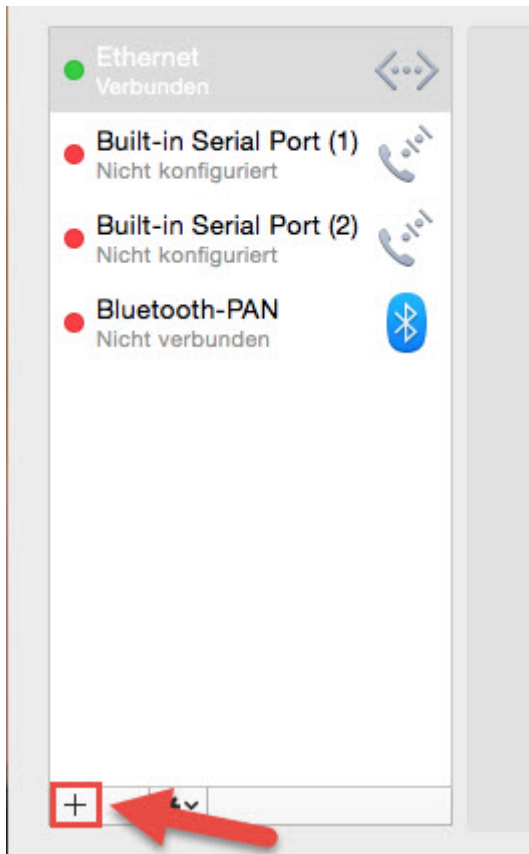 Ethernet
Verbunden
Built-in Serial Port (1)
Nicht konfiguriert
Built-in Serial Port (2)
Nicht konfiguriert
Bluetooth-PAN
Nicht verbunden